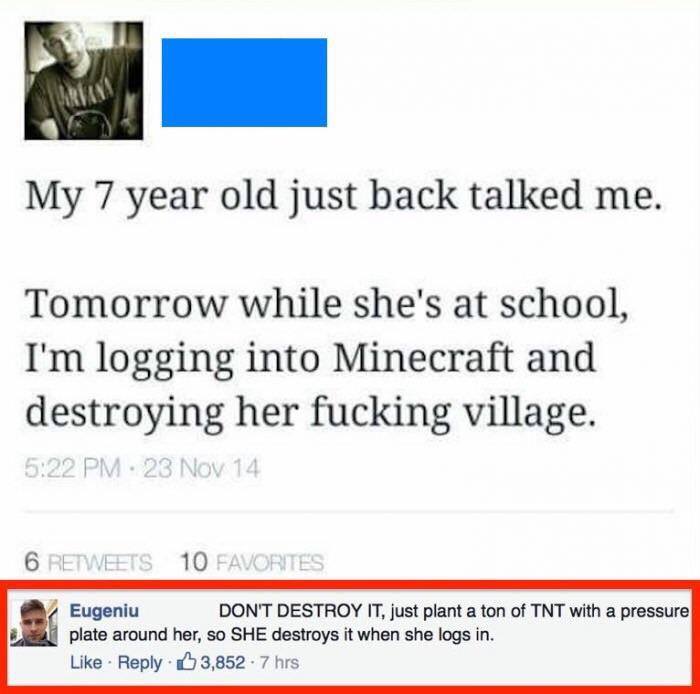 My 7 year old just back talked me.
Tomorrow while she's at school,
I'm logging into Minecraft and
destroying her fucking village.
5:22 PM · 23 Nov 14
6 RETWEETS 10 FAVORITES
Eugeniu DON'T DESTROY IT, just plant a ton of TNT with a pressure
plate around her, so SHE destroys it when she logs in.
Like · Reply · 3,852 · 7 hrs